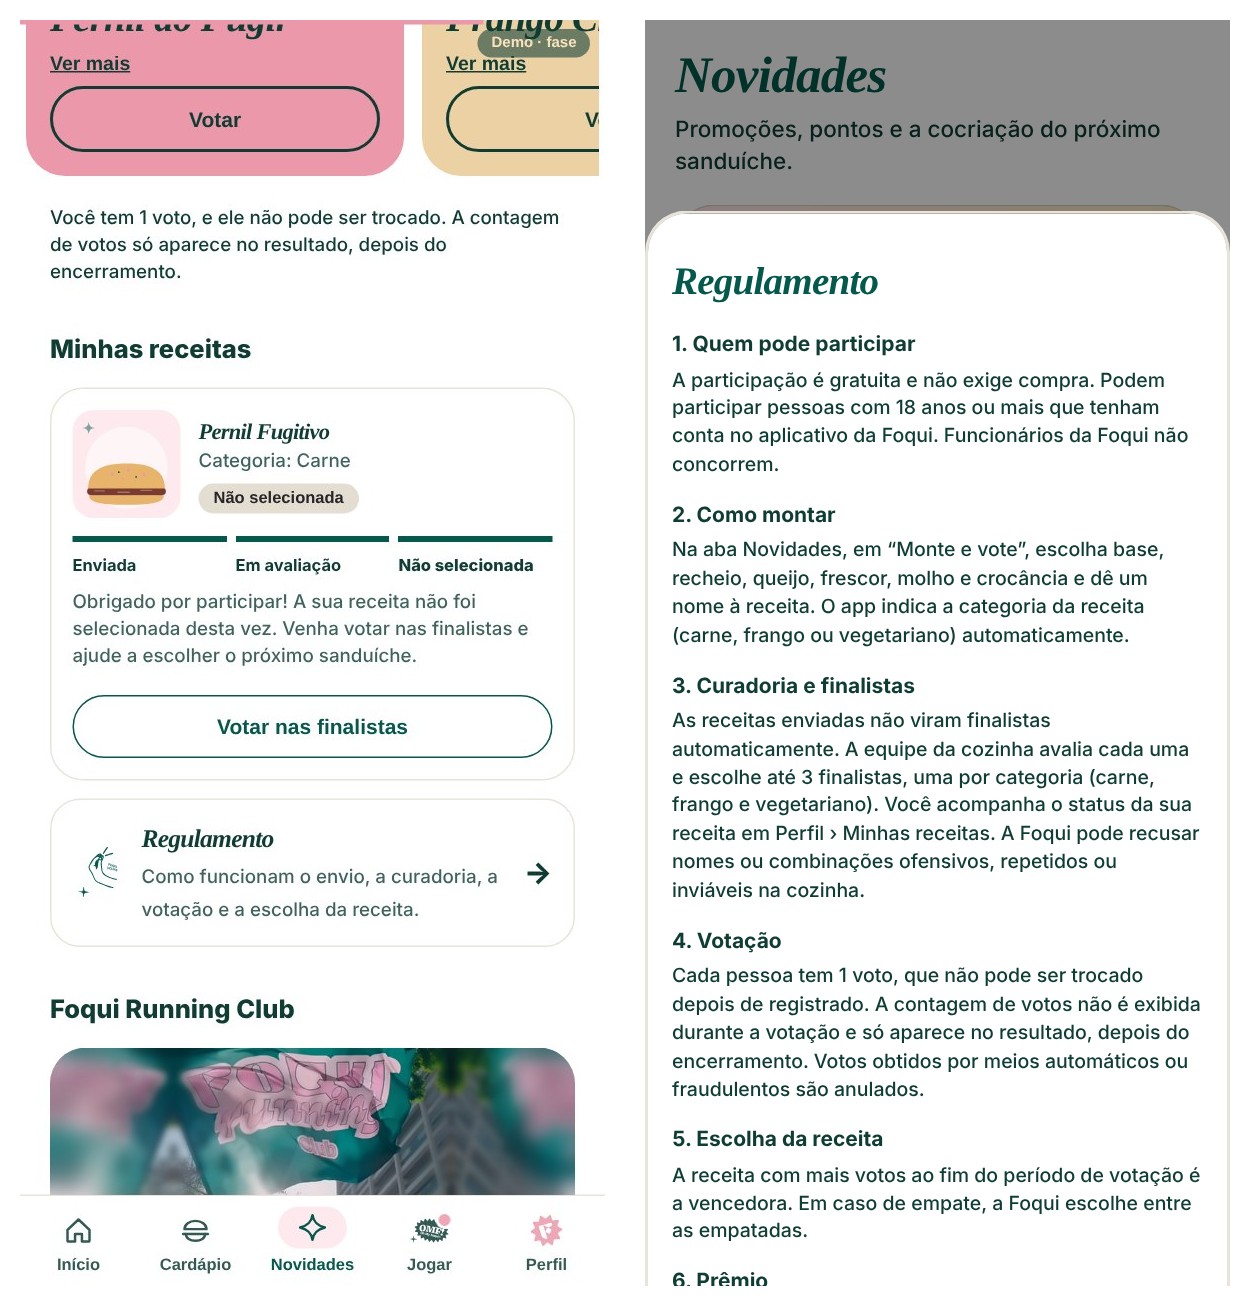 Pernil do Fugir
Ver mais
Votar
Demo · fase
Ver mais
Você tem 1 voto, e ele não pode ser trocado. A contagem
de votos só aparece no resultado, depois do
encerramento.
Minhas receitas
Pernil Fugitivo
Categoria: Carne
Não selecionada
Enviada
Em avaliação
Não selecionada
Obrigado por participar! A sua receita não foi
selecionada desta vez. Venha votar nas finalistas e
ajude a escolher o próximo sanduíche.
Votar nas finalistas
Regulamento
Como funcionam o envio, a curadoria, a
votação e a escolha da receita.
Foqui Running Club
FOQUI
running
Club
Início
Cardápio
Novidades
Jogar
Perfil
Novidades
Promoções, pontos e a cocriação do próximo
sanduíche.
Regulamento
1. Quem pode participar
A participação é gratuita e não exige compra. Podem
participar pessoas com 18 anos ou mais que tenham
conta no aplicativo da Foqui. Funcionários da Foqui não
concorrem.
2. Como montar
Na aba Novidades, em “Monte e vote”, escolha base,
recheio, queijo, frescor, molho e crocância e dê um
nome à receita. O app indica a categoria da receita
(carne, frango ou vegetariano) automaticamente.
3. Curadoria e finalistas
As receitas enviadas não viram finalistas
automaticamente. A equipe da cozinha avalia cada uma
e escolhe até 3 finalistas, uma por categoria (carne,
frango e vegetariano). Você acompanha o status da sua
receita em Perfil › Minhas receitas. A Foqui pode recusar
nomes ou combinações ofensivos, repetidos ou
inviáveis na cozinha.
4. Votação
Cada pessoa tem 1 voto, que não pode ser trocado
depois de registrado. A contagem de votos não é exibida
durante a votação e só aparece no resultado, depois do
encerramento. Votos obtidos por meios automáticos ou
fraudulentos são anulados.
5. Escolha da receita
A receita com mais votos ao fim do período de votação é
a vencedora. Em caso de empate, a Foqui escolhe entre
as empatadas.
6. Prêmio